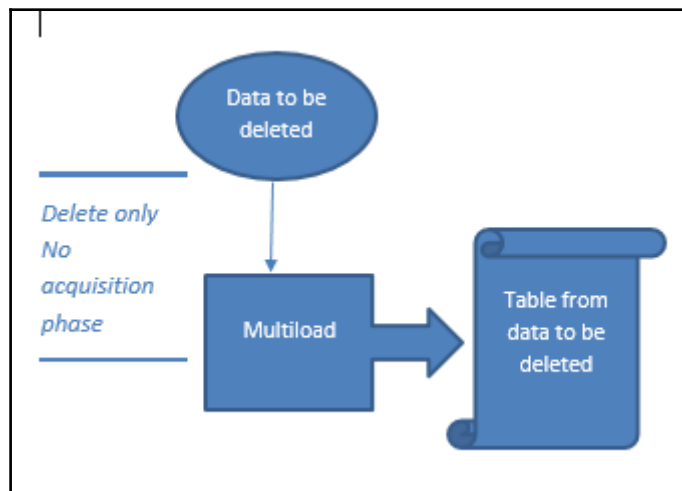 Data to be
deleted
Delete only
No
acquisition
phase
Multiload
Table from
data to be
deleted